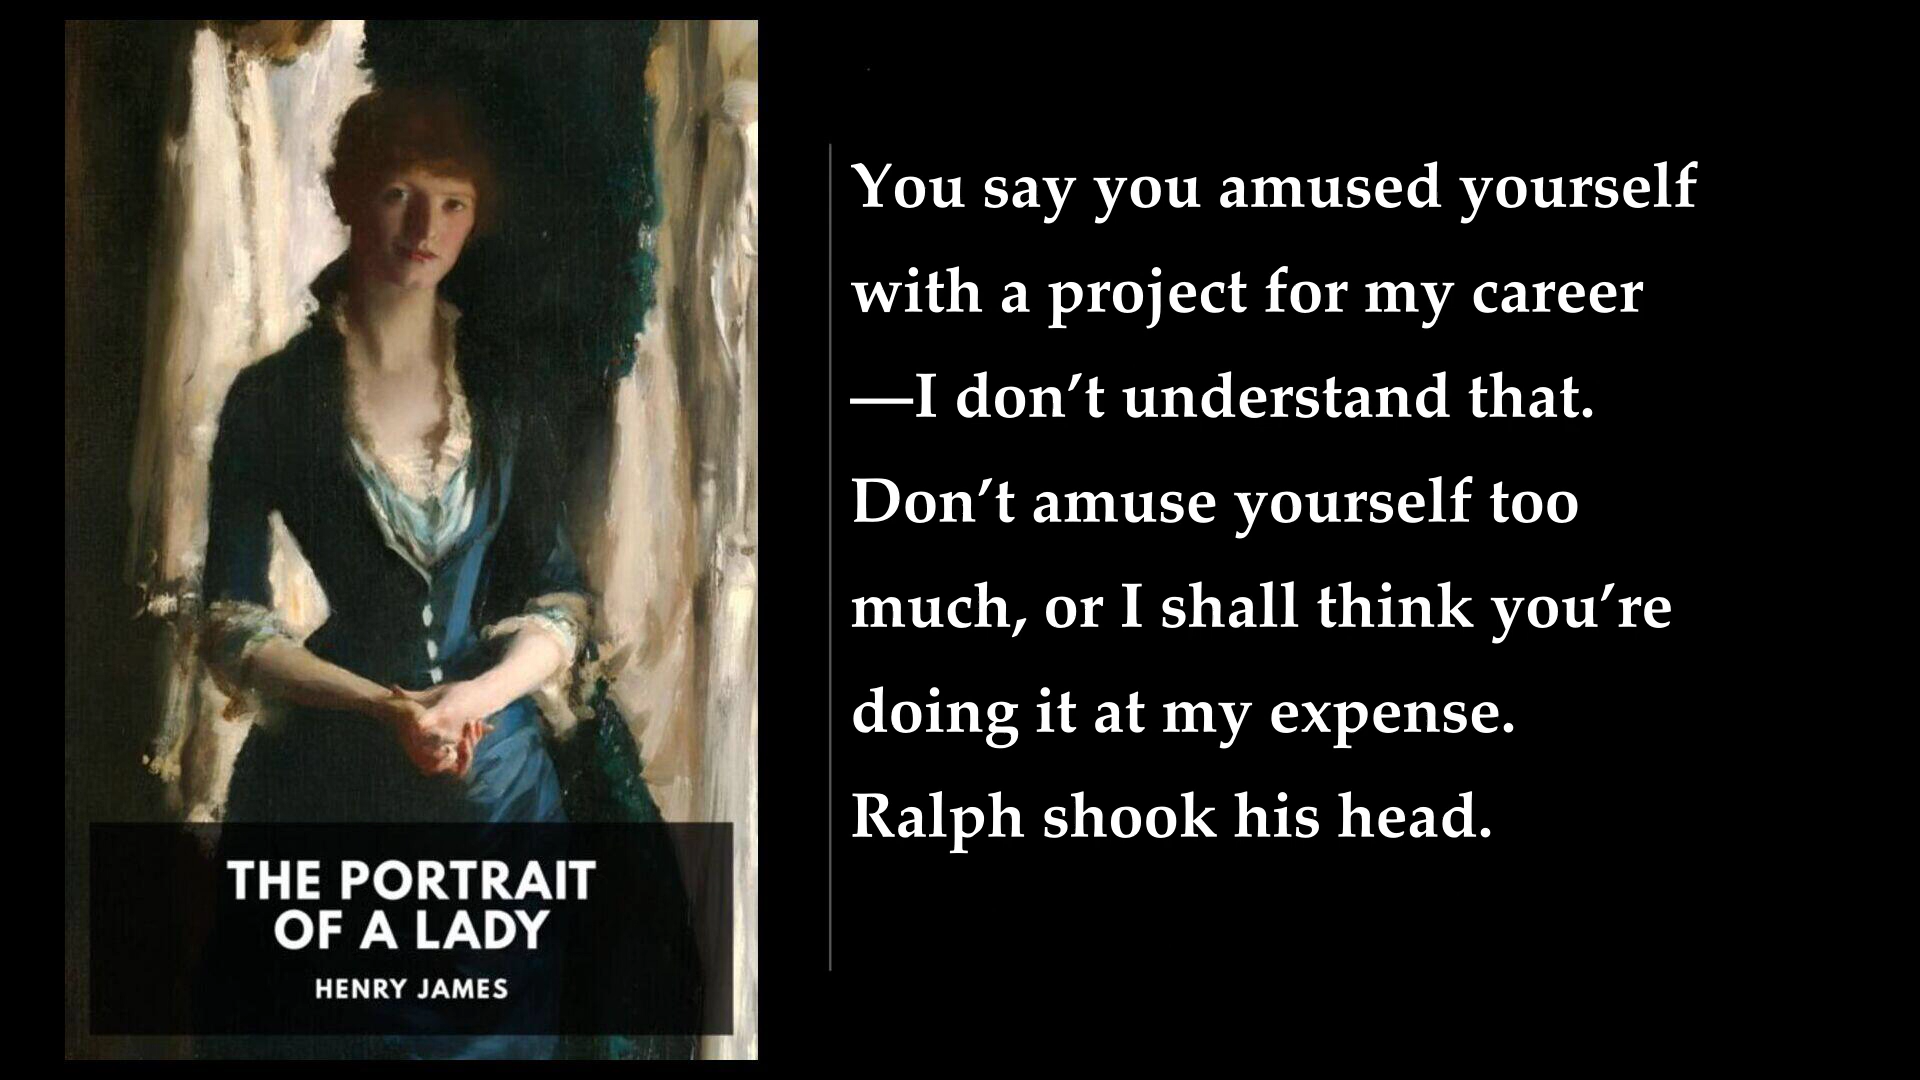 THE PORTRAIT
OF A LADY
HENRY JAMES
You say you amused yourself
with a project for my career
—I don’t understand that.
Don’t amuse yourself too
much, or I shall think you’re
doing it at my expense.
Ralph shook his head.